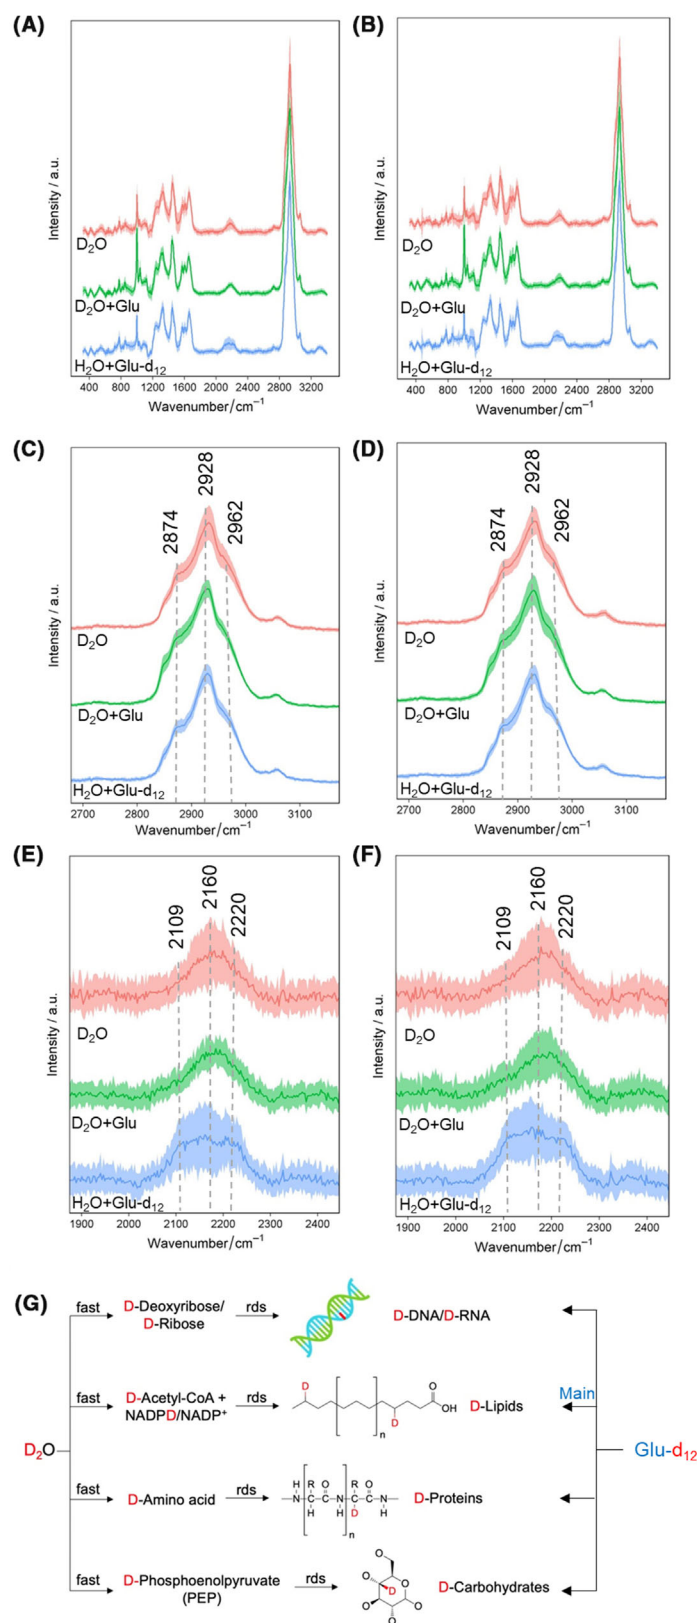 (A)
(B)
Intensity / a.u.
Intensity / a.u.
D₂O
D₂O
D₂O+Glu
D₂O+Glu
H₂O+Glu-d₁₂
H₂O+Glu-d₁₂
400 800 1200 1600 2000 2400 2800 3200
400 800 1200 1600 2000 2400 2800 3200
Wavenumber/cm⁻¹
Wavenumber/cm⁻¹
(C)
(D)
2874 2928 2962
2874 2928 2962
Intensity / a.u.
Intensity / a.u.
D₂O
D₂O
D₂O+Glu
D₂O+Glu
H₂O+Glu-d₁₂
H₂O+Glu-d₁₂
2700 2800 2900 3000 3100
2700 2800 2900 3000 3100
Wavenumber/cm⁻¹
Wavenumber/cm⁻¹
(E)
(F)
2109 2160 2220
2109 2160 2220
Intensity / a.u.
Intensity / a.u.
D₂O
D₂O
D₂O+Glu
D₂O+Glu
H₂O+Glu-d₁₂
H₂O+Glu-d₁₂
1900 2000 2100 2200 2300 2400
1900 2000 2100 2200 2300 2400
Wavenumber/cm⁻¹
Wavenumber/cm⁻¹
(G)
D₂O
fast
D-Deoxyribose/
D-Ribose
rds
D-DNA/D-RNA
fast
D-Acetyl-CoA +
NADPD/NADP⁺
rds
D
D
n
O
OH
D-Lipids
Main
Glu-d₁₂
fast
D-Amino acid
rds
H R O R O
N C C N C C N
H H H D H
n
D-Proteins
fast
D-Phosphoenolpyruvate
(PEP)
rds
O
O D O
O O
O
D-Carbohydrates